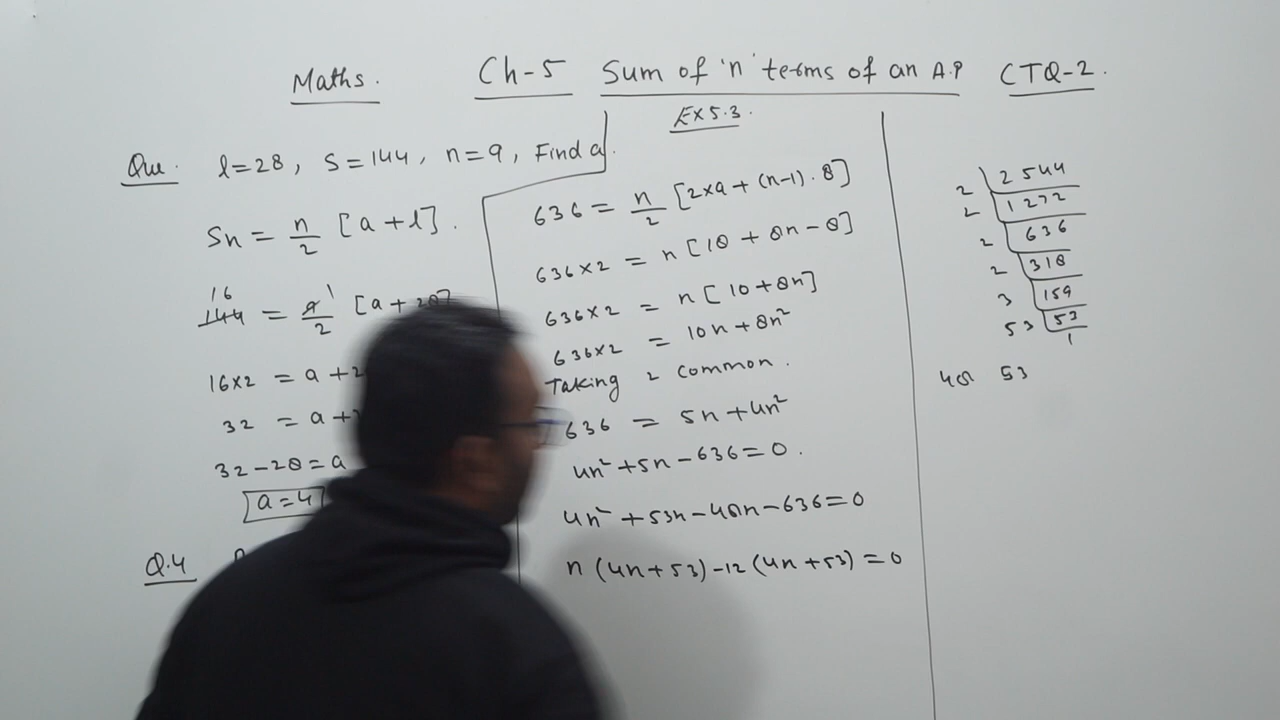 Maths. Ch-5 Sum of 'n' terms of an A.P CTQ-2.
EX 5.3.
Que. l=28, S=144, n=9, Find a.
Sn = n/2 [a+l].
16 1
144 = 9/2 [a+28]
16×2 = a+2
32 = a+
32-28=a
a=4
Q.4
636 = n/2 [2×9+(n-1).8]
636×2 = n[18+8n-8]
636×2 = n[10+8n]
636×2 = 10n+8n²
Taking 2 common.
636 = 5n+4n²
4n²+5n-636=0.
4n²+53n-48n-636=0
n(4n+53)-12(4n+53)=0
2 2544
2 1272
2 636
2 318
3 159
53 53
1
48 53